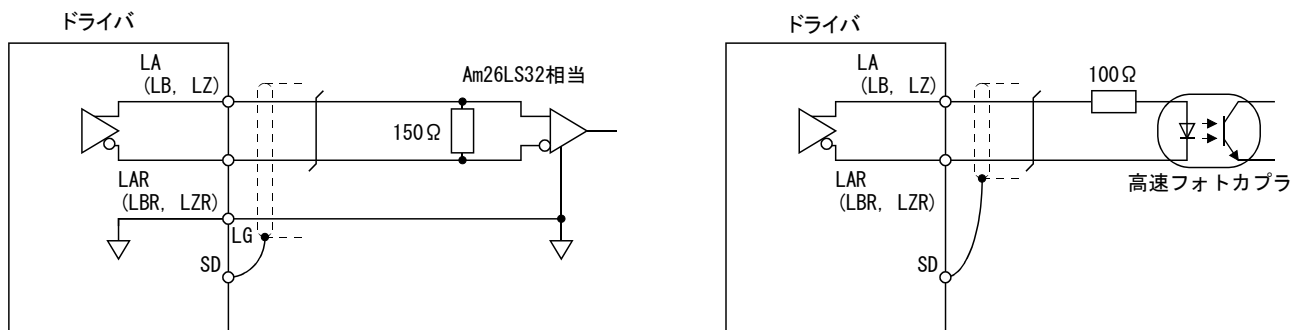 ドライバ
LA
(LB, LZ)
Am26LS32相当
150Ω
LAR
(LBR, LZR)
LG
SD
ドライバ
LA
(LB, LZ)
100Ω
LAR
(LBR, LZR)
高速フォトカプラ
SD